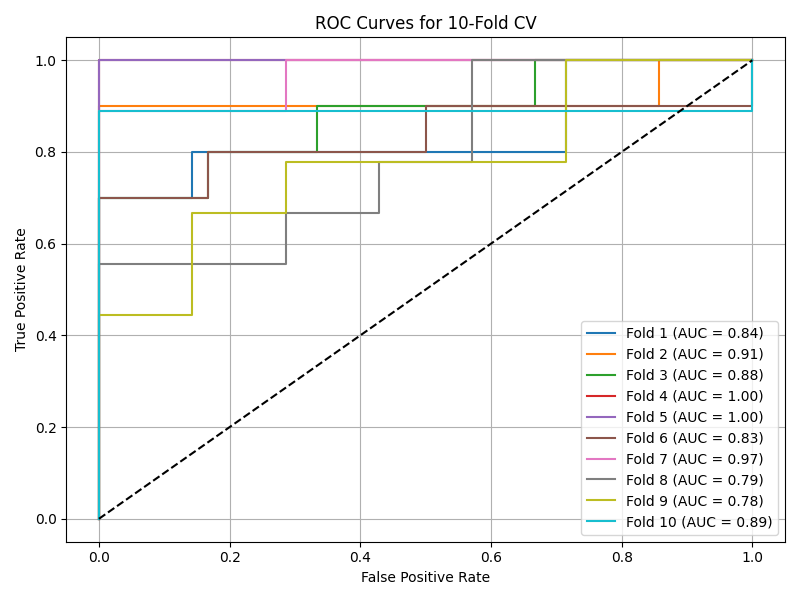 ROC Curves for 10-Fold CV
True Positive Rate
1.0
0.8
0.6
0.4
0.2
0.0
Fold 1 (AUC = 0.84)
Fold 2 (AUC = 0.91)
Fold 3 (AUC = 0.88)
Fold 4 (AUC = 1.00)
Fold 5 (AUC = 1.00)
Fold 6 (AUC = 0.83)
Fold 7 (AUC = 0.97)
Fold 8 (AUC = 0.79)
Fold 9 (AUC = 0.78)
Fold 10 (AUC = 0.89)
0.0 0.2 0.4 0.6 0.8 1.0
False Positive Rate